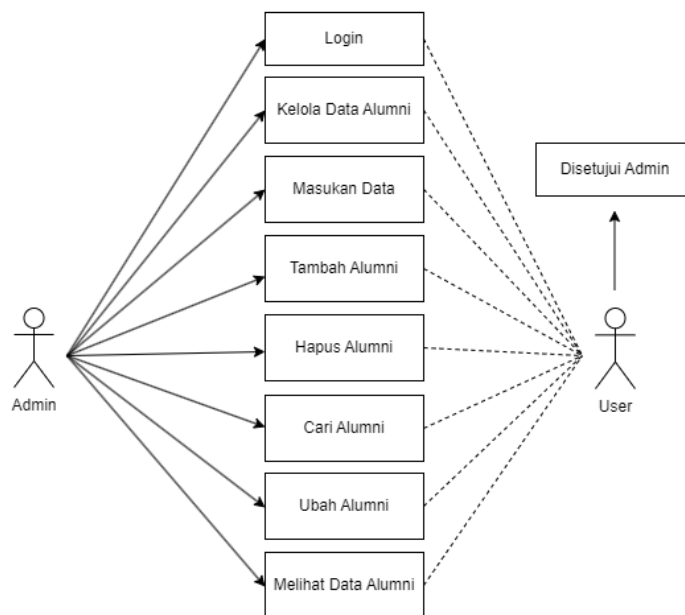 Login
Kelola Data Alumni
Masukan Data
Disetujui Admin
Tambah Alumni
Hapus Alumni
Admin
User
Cari Alumni
Ubah Alumni
Melihat Data Alumni